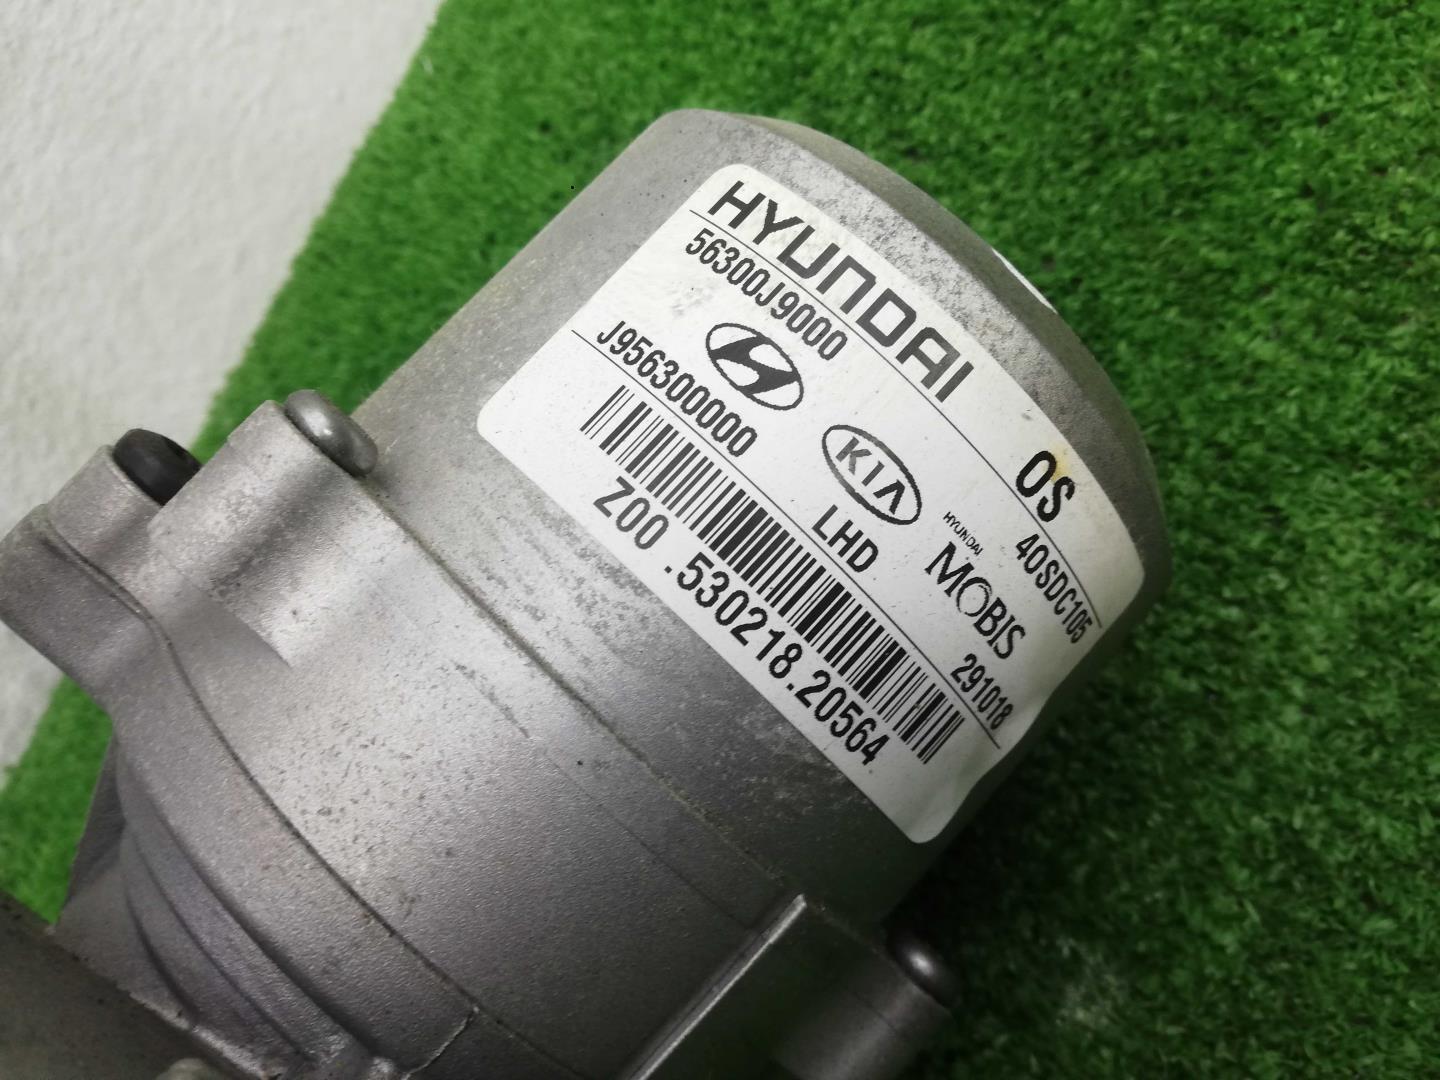 HYUNDAI OS
56300J9000 40SDC105
KIA HYUNDAI MOBIS
J956300000 LHD 291018
Z00 .530218.20564